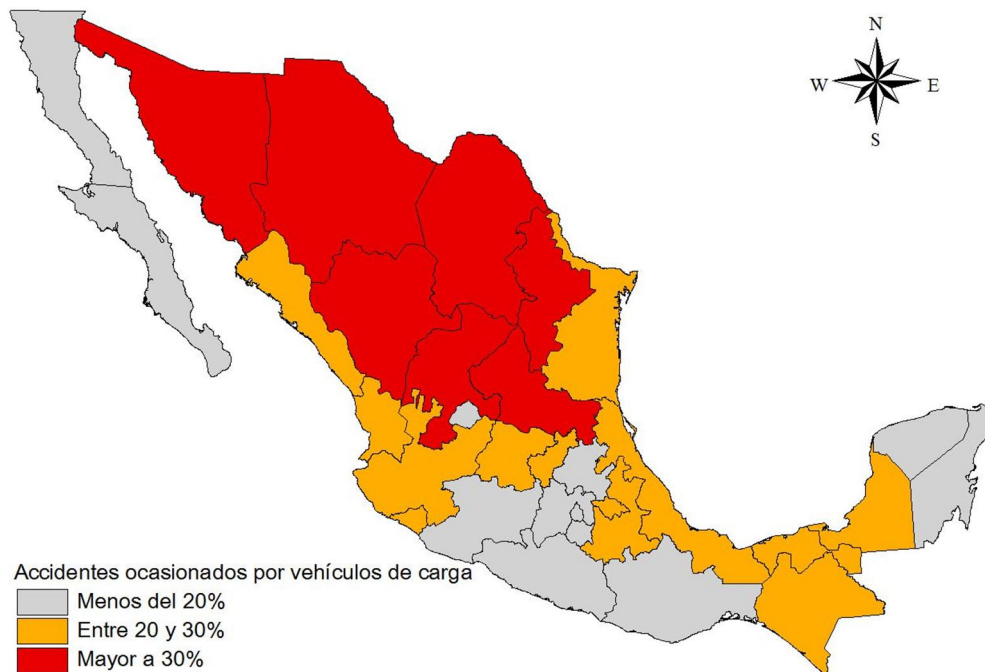 N
W
E
S
Accidentes ocasionados por vehículos de carga
Menos del 20%
Entre 20 y 30%
Mayor a 30%